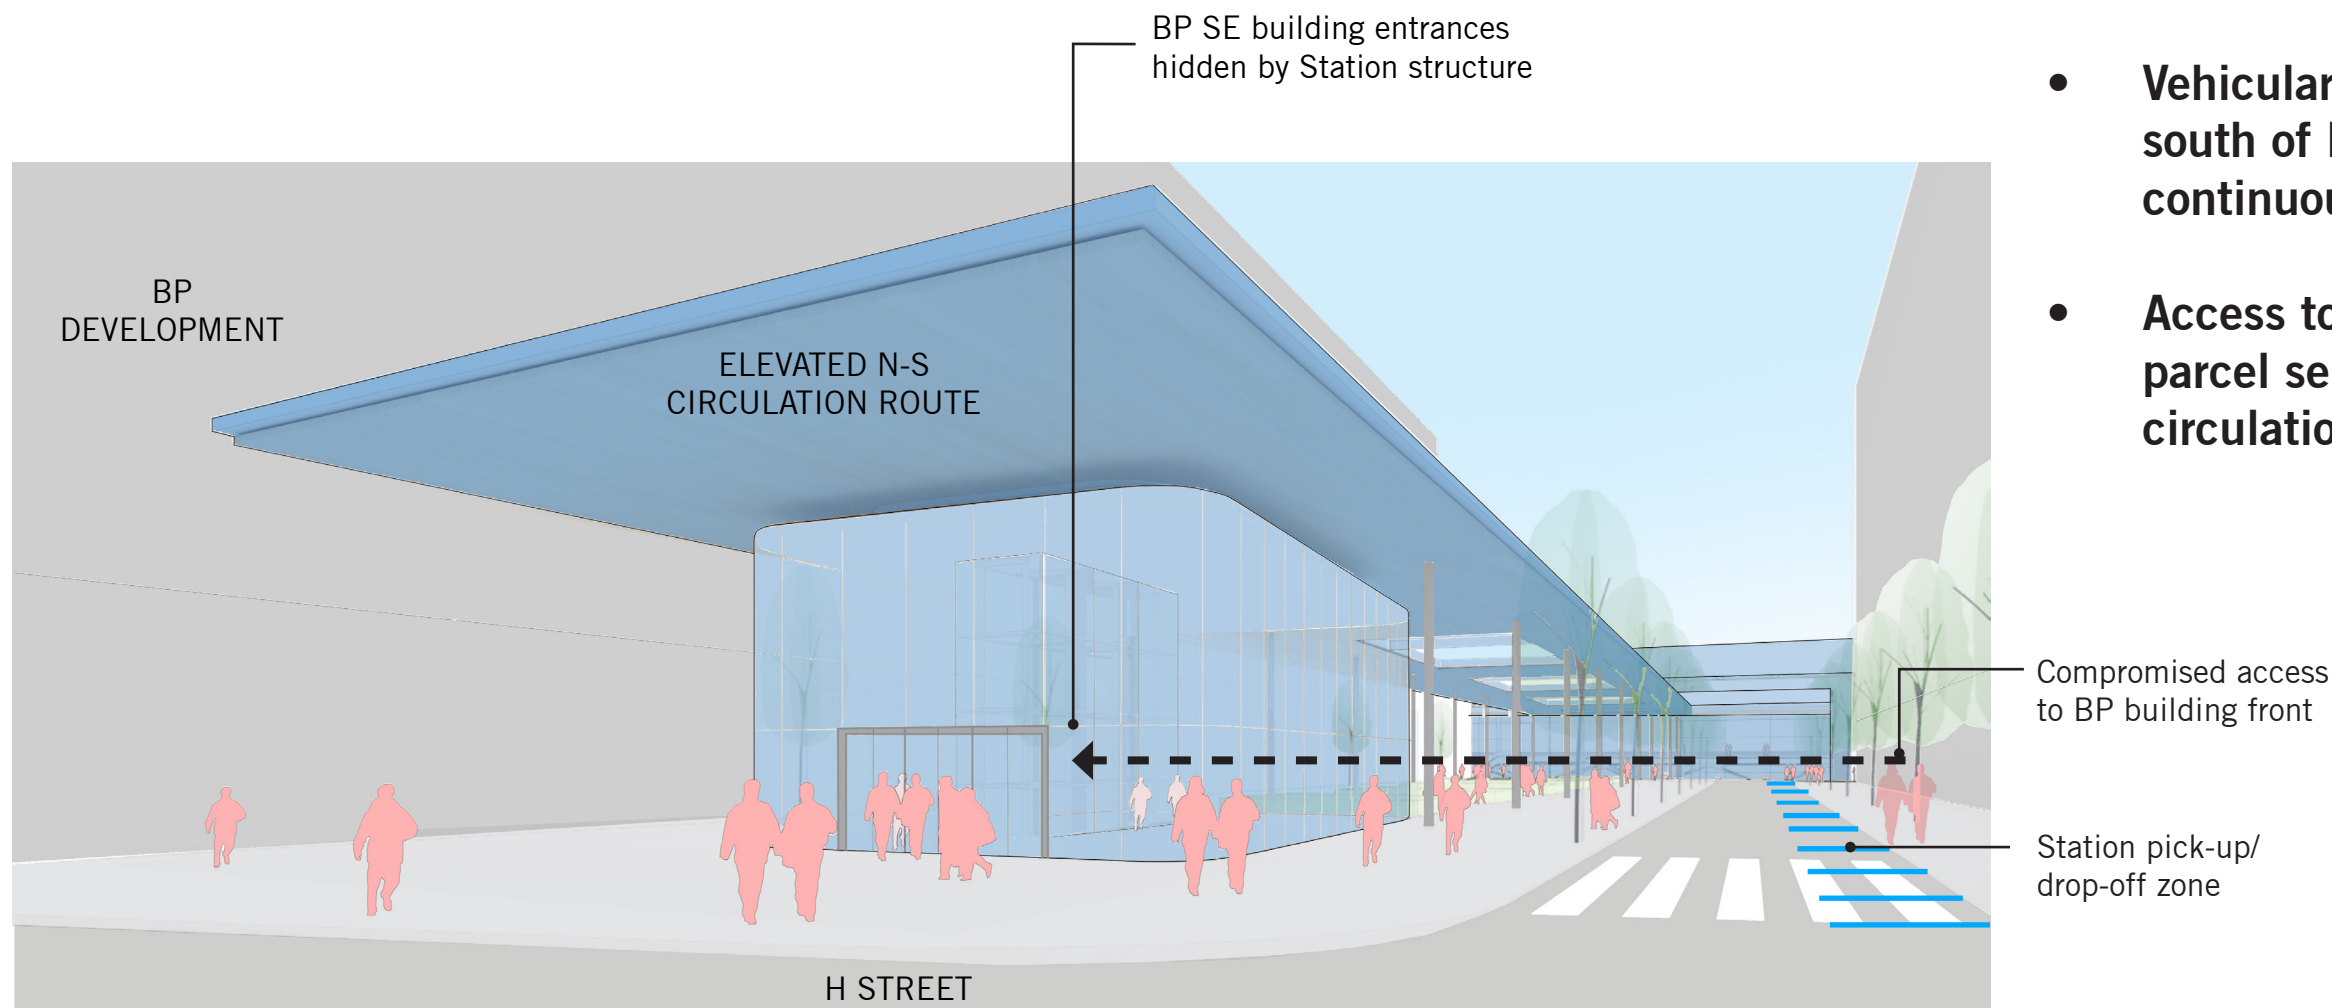 BP SE building entrances
hidden by Station structure
BP
DEVELOPMENT
ELEVATED N-S
CIRCULATION ROUTE
H STREET
• Vehicular
south of
continuou
• Access to
parcel se
circulatio
Compromised access
to BP building front
Station pick-up/
drop-off zone